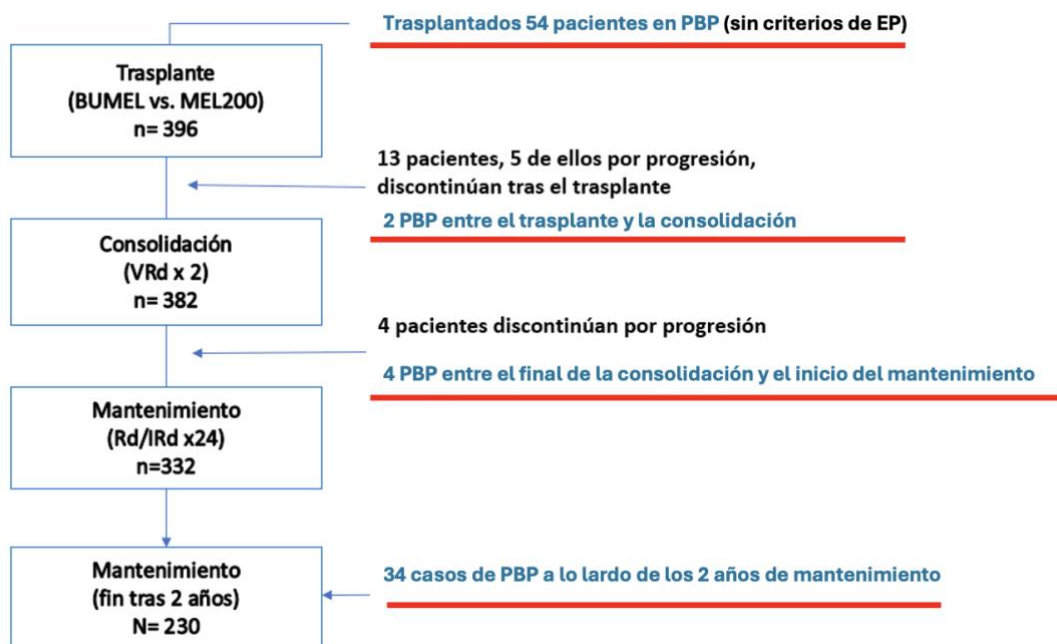 Trasplantados 54 pacientes en PBP (sin criterios de EP)
Trasplante
(BUMEL vs. MEL200)
n= 396
13 pacientes, 5 de ellos por progresión,
discontinúan tras el trasplante
2 PBP entre el trasplante y la consolidación
Consolidación
(VRd x 2)
n= 382
4 pacientes discontinúan por progresión
4 PBP entre el final de la consolidación y el inicio del mantenimiento
Mantenimiento
(Rd/IRd x24)
n=332
34 casos de PBP a lo lardo de los 2 años de mantenimiento
Mantenimiento
(fin tras 2 años)
N= 230